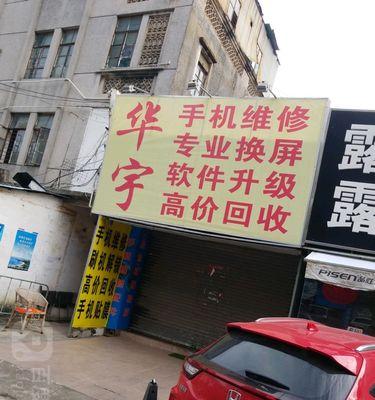 华宇
手机维修
专业换屏
软件升级
高价回收
手机维修
刷机解锁
高价回收
手机贴膜
露
露
PISEN